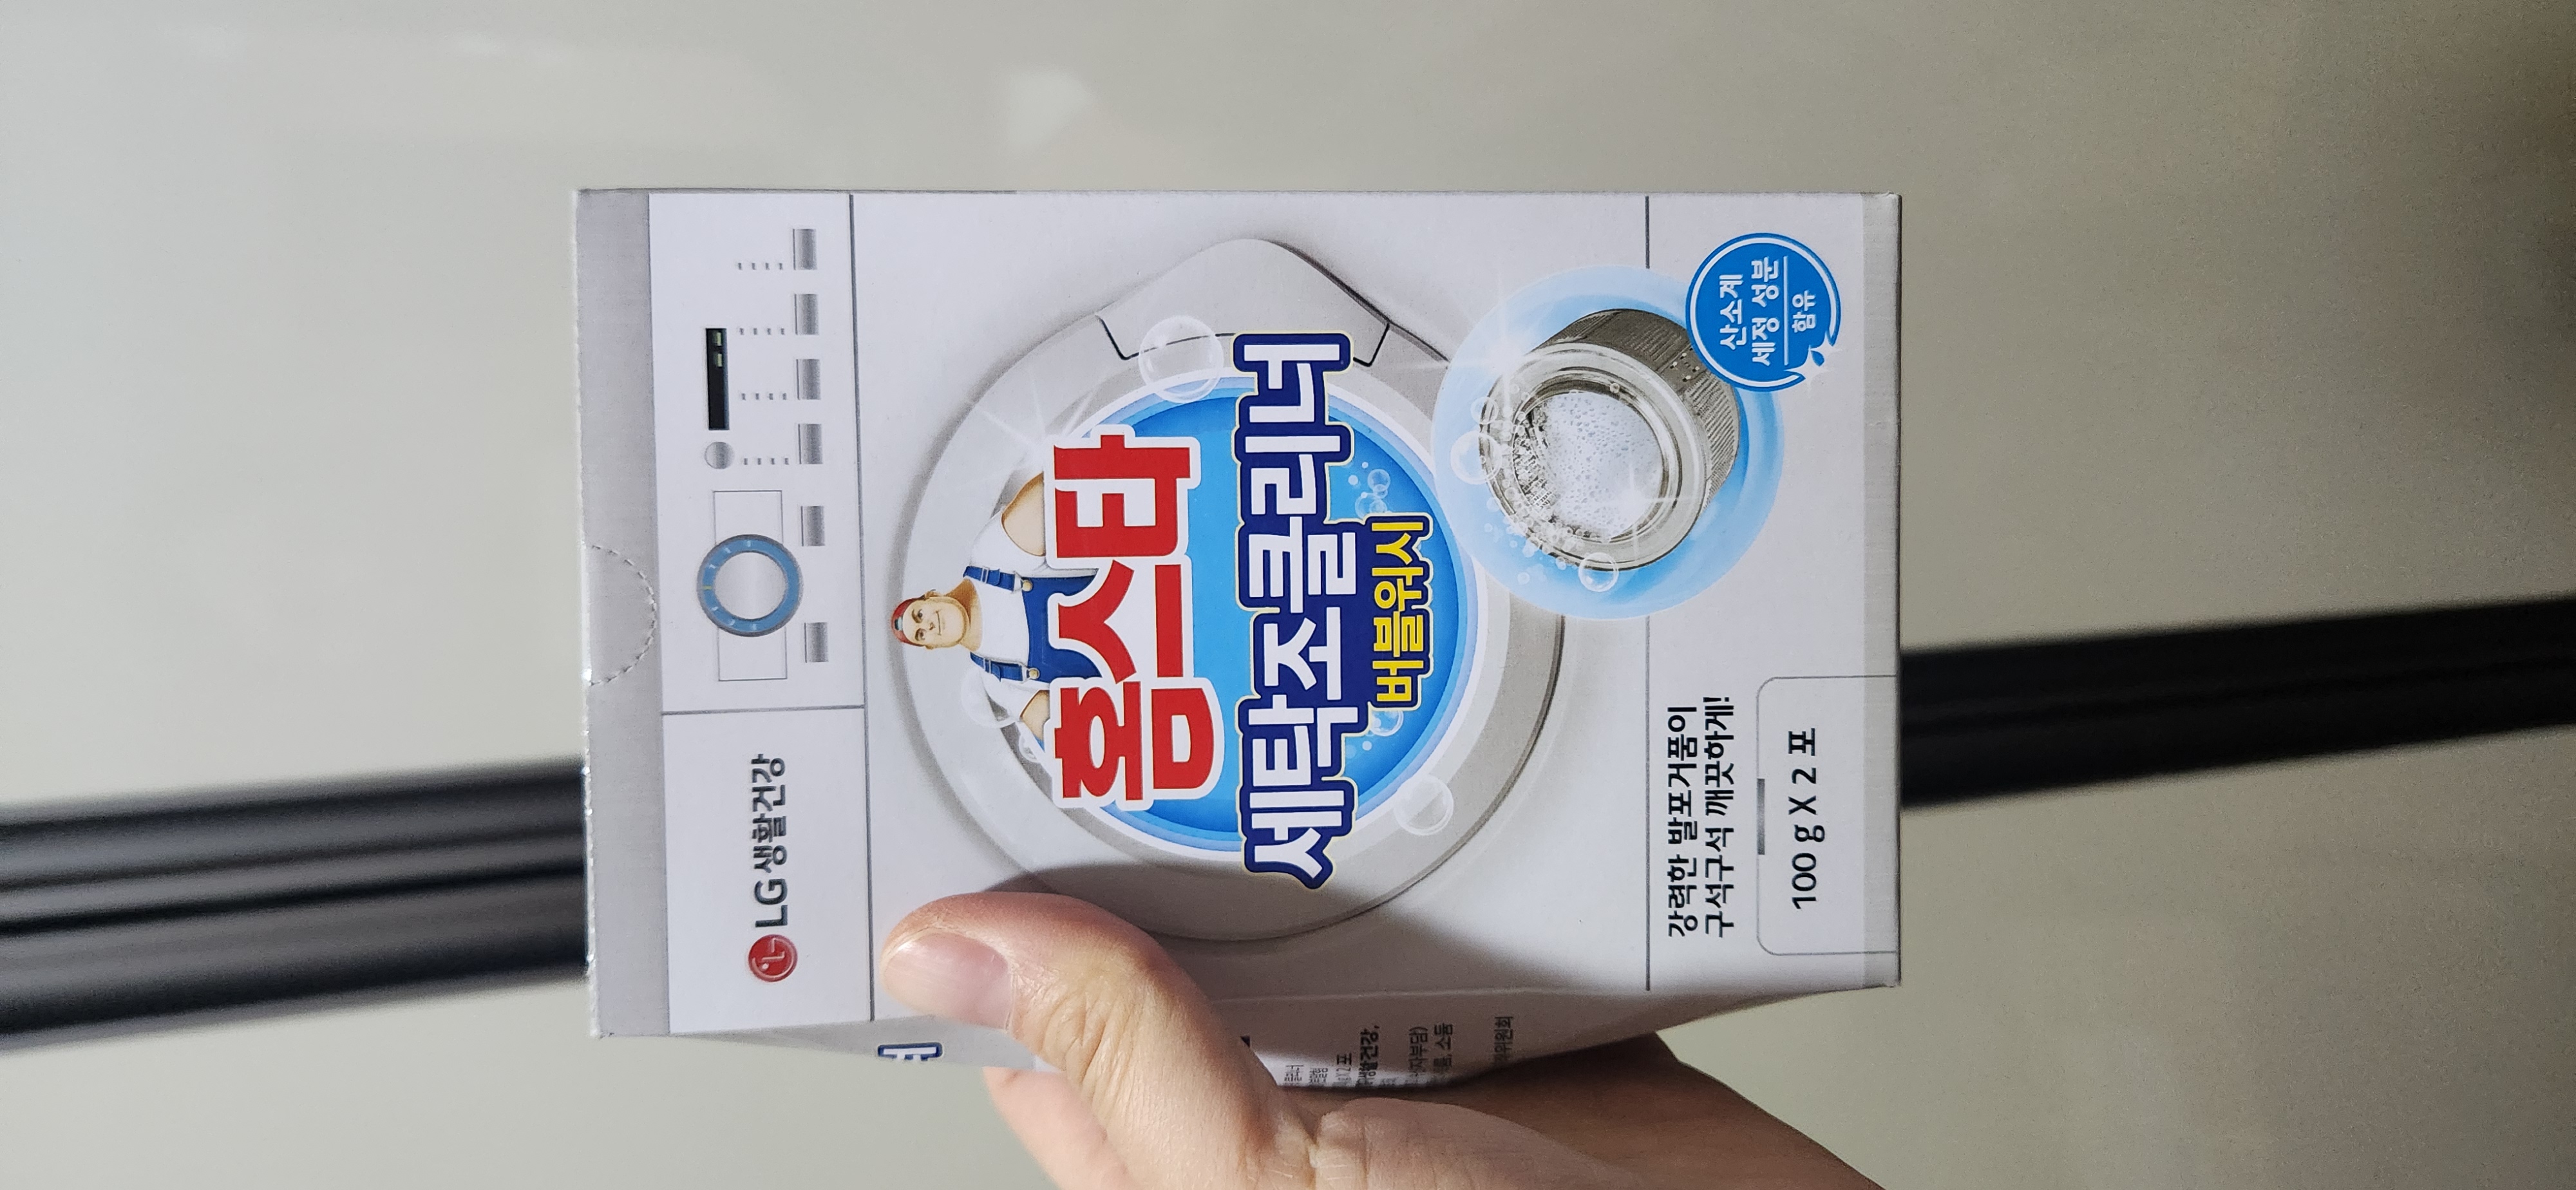 LG생활건강
홈스타
세탁조클리너
버블워시
산소계
세정 성분
함유
강력한 발포거품이
구석구석 깨끗하게!
100 g X 2 포